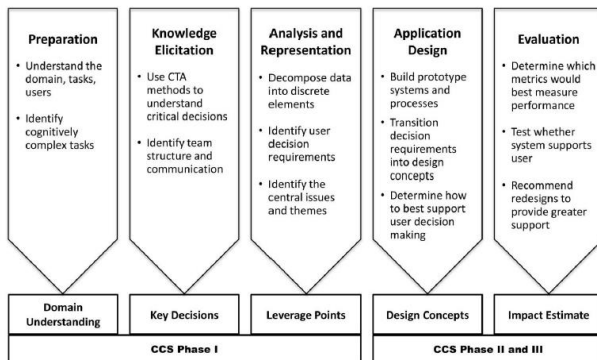 Preparation
• Understand the
domain, tasks,
users
• Identify
cognitively
complex tasks
Domain
Understanding
Knowledge
Elicitation
• Use CTA
methods to
understand
critical decisions
• Identify team
structure and
communication
Key Decisions
Analysis and
Representation
• Decompose data
into discrete
elements
• Identify user
decision
requirements
• Identify the
central issues
and themes
Leverage Points
Application
Design
• Build prototype
systems and
processes
• Transition
decision
requirements
into design
concepts
• Determine how
to best support
user decision
making
Design Concepts
Evaluation
• Determine which
metrics would
best measure
performance
• Test whether
system supports
user
• Recommend
redesigns to
provide greater
support
Impact Estimate
CCS Phase I
CCS Phase II and III